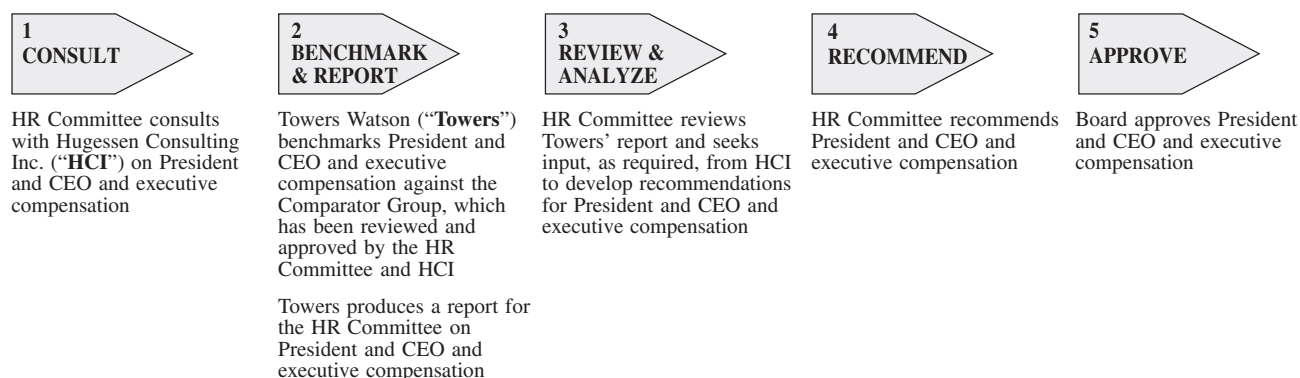 1
CONSULT
HR Committee consults
with Hugessen Consulting
Inc. (“HCI”) on President
and CEO and executive
compensation
2
BENCHMARK
& REPORT
Towers Watson (“Towers”)
benchmarks President and
CEO and executive
compensation against the
Comparator Group, which
has been reviewed and
approved by the HR
Committee and HCI
Towers produces a report for
the HR Committee on
President and CEO and
executive compensation
3
REVIEW &
ANALYZE
HR Committee reviews
Towers’ report and seeks
input, as required, from HCI
to develop recommendations
for President and CEO and
executive compensation
4
RECOMMEND
HR Committee recommends
President and CEO and
executive compensation
5
APPROVE
Board approves President
and CEO and executive
compensation